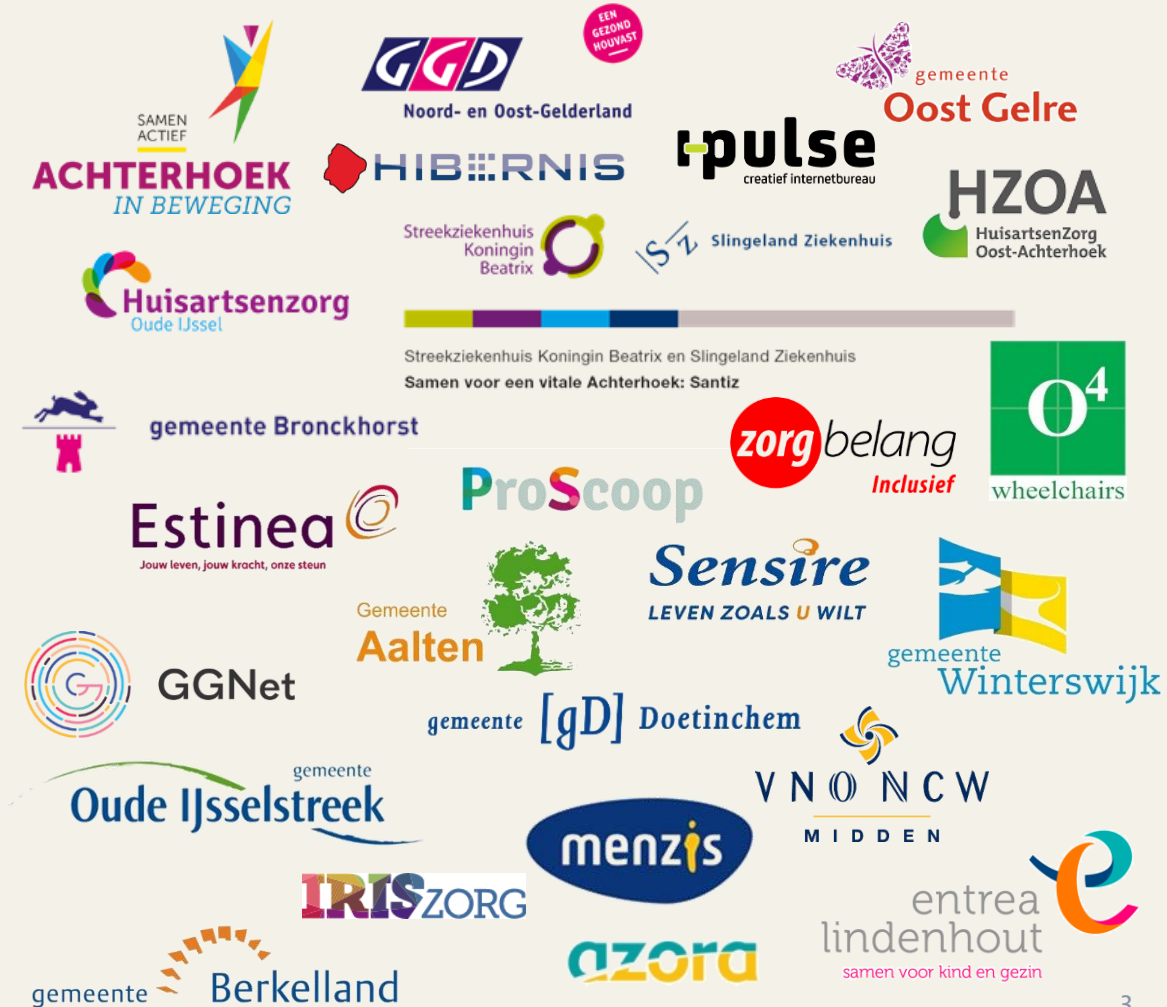 EEN
GEZOND
HOUVAST
GGD
Noord- en Oost-Gelderland
gemeente
Oost Gelre
SAMEN
ACTIEF
ACHTERHOEK
IN BEWEGING
HIBERNIS
i-pulse
creatief internetbureau
HZOA
HuisartsenZorg
Oost-Achterhoek
Streekziekenhuis
Koningin
Beatrix
SZ Slingeland Ziekenhuis
Huisartsenzorg
Oude IJssel
Streekziekenhuis Koningin Beatrix en Slingeland Ziekenhuis
Samen voor een vitale Achterhoek: Santiz
gemeente Bronckhorst
zorgbelang
Inclusief
O4
wheelchairs
ProScoop
Estinea
Jouw leven, jouw kracht, onze steun
Sensire
LEVEN ZOALS U WILT
Gemeente
Aalten
gemeente
Winterswijk
G GGNet
gemeente [gD] Doetinchem
VNO NCW
MIDDEN
gemeente
Oude IJsselstreek
menzis
IRISZORG
e
entrea
lindenhout
samen voor kind en gezin
azora
gemeente Berkelland
3